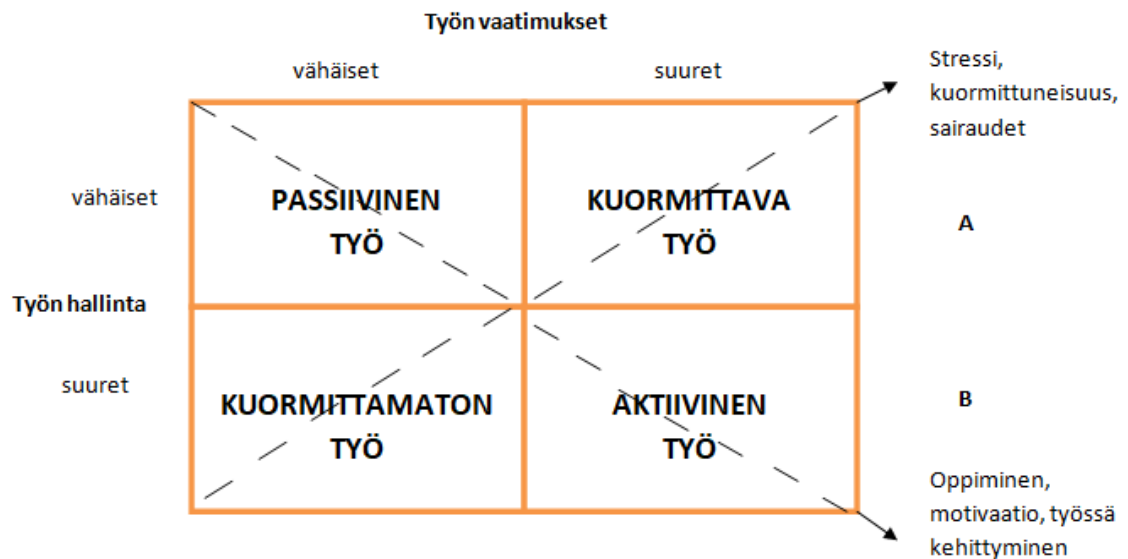 Työn vaatimukset
vähäiset
suuret
Stressi,
kuormittuneisuus,
sairaudet
vähäiset
PASSIIVINEN
TYÖ
KUORMITTAVA
TYÖ
A
Työn hallinta
suuret
KUORMITTAMATON
TYÖ
AKTIIVINEN
TYÖ
B
Oppiminen,
motivaatio, työssä
kehittyminen